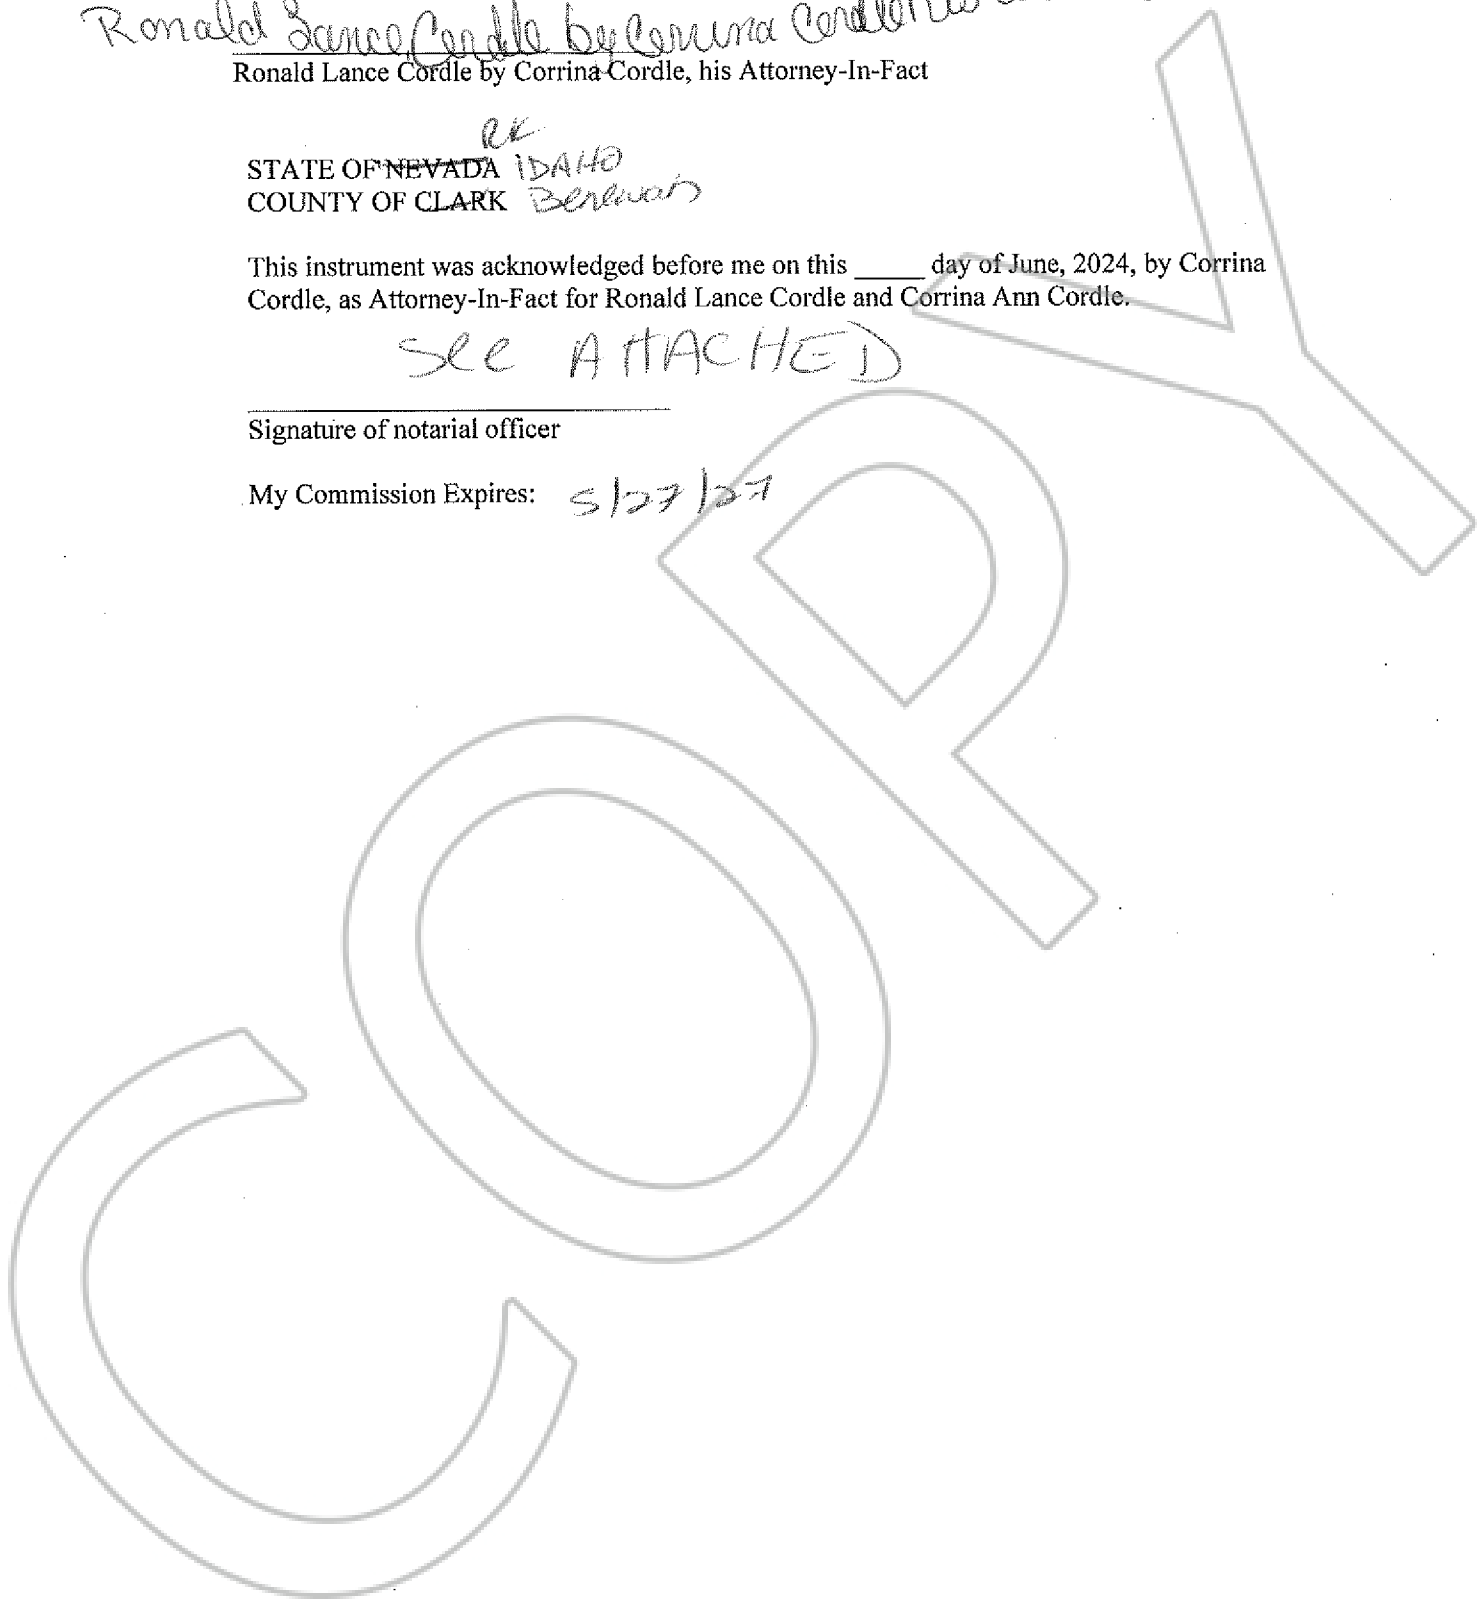 Ronald Lance Cordle by Corrina Cordle his
Ronald Lance Cordle by Corrina Cordle, his Attorney-In-Fact
RK
STATE OF NEVADA IDAHO
COUNTY OF CLARK Benewah
This instrument was acknowledged before me on this _____ day of June, 2024, by Corrina
Cordle, as Attorney-In-Fact for Ronald Lance Cordle and Corrina Ann Cordle.
See ATTACHED
Signature of notarial officer
My Commission Expires: 5/27/27
COPY